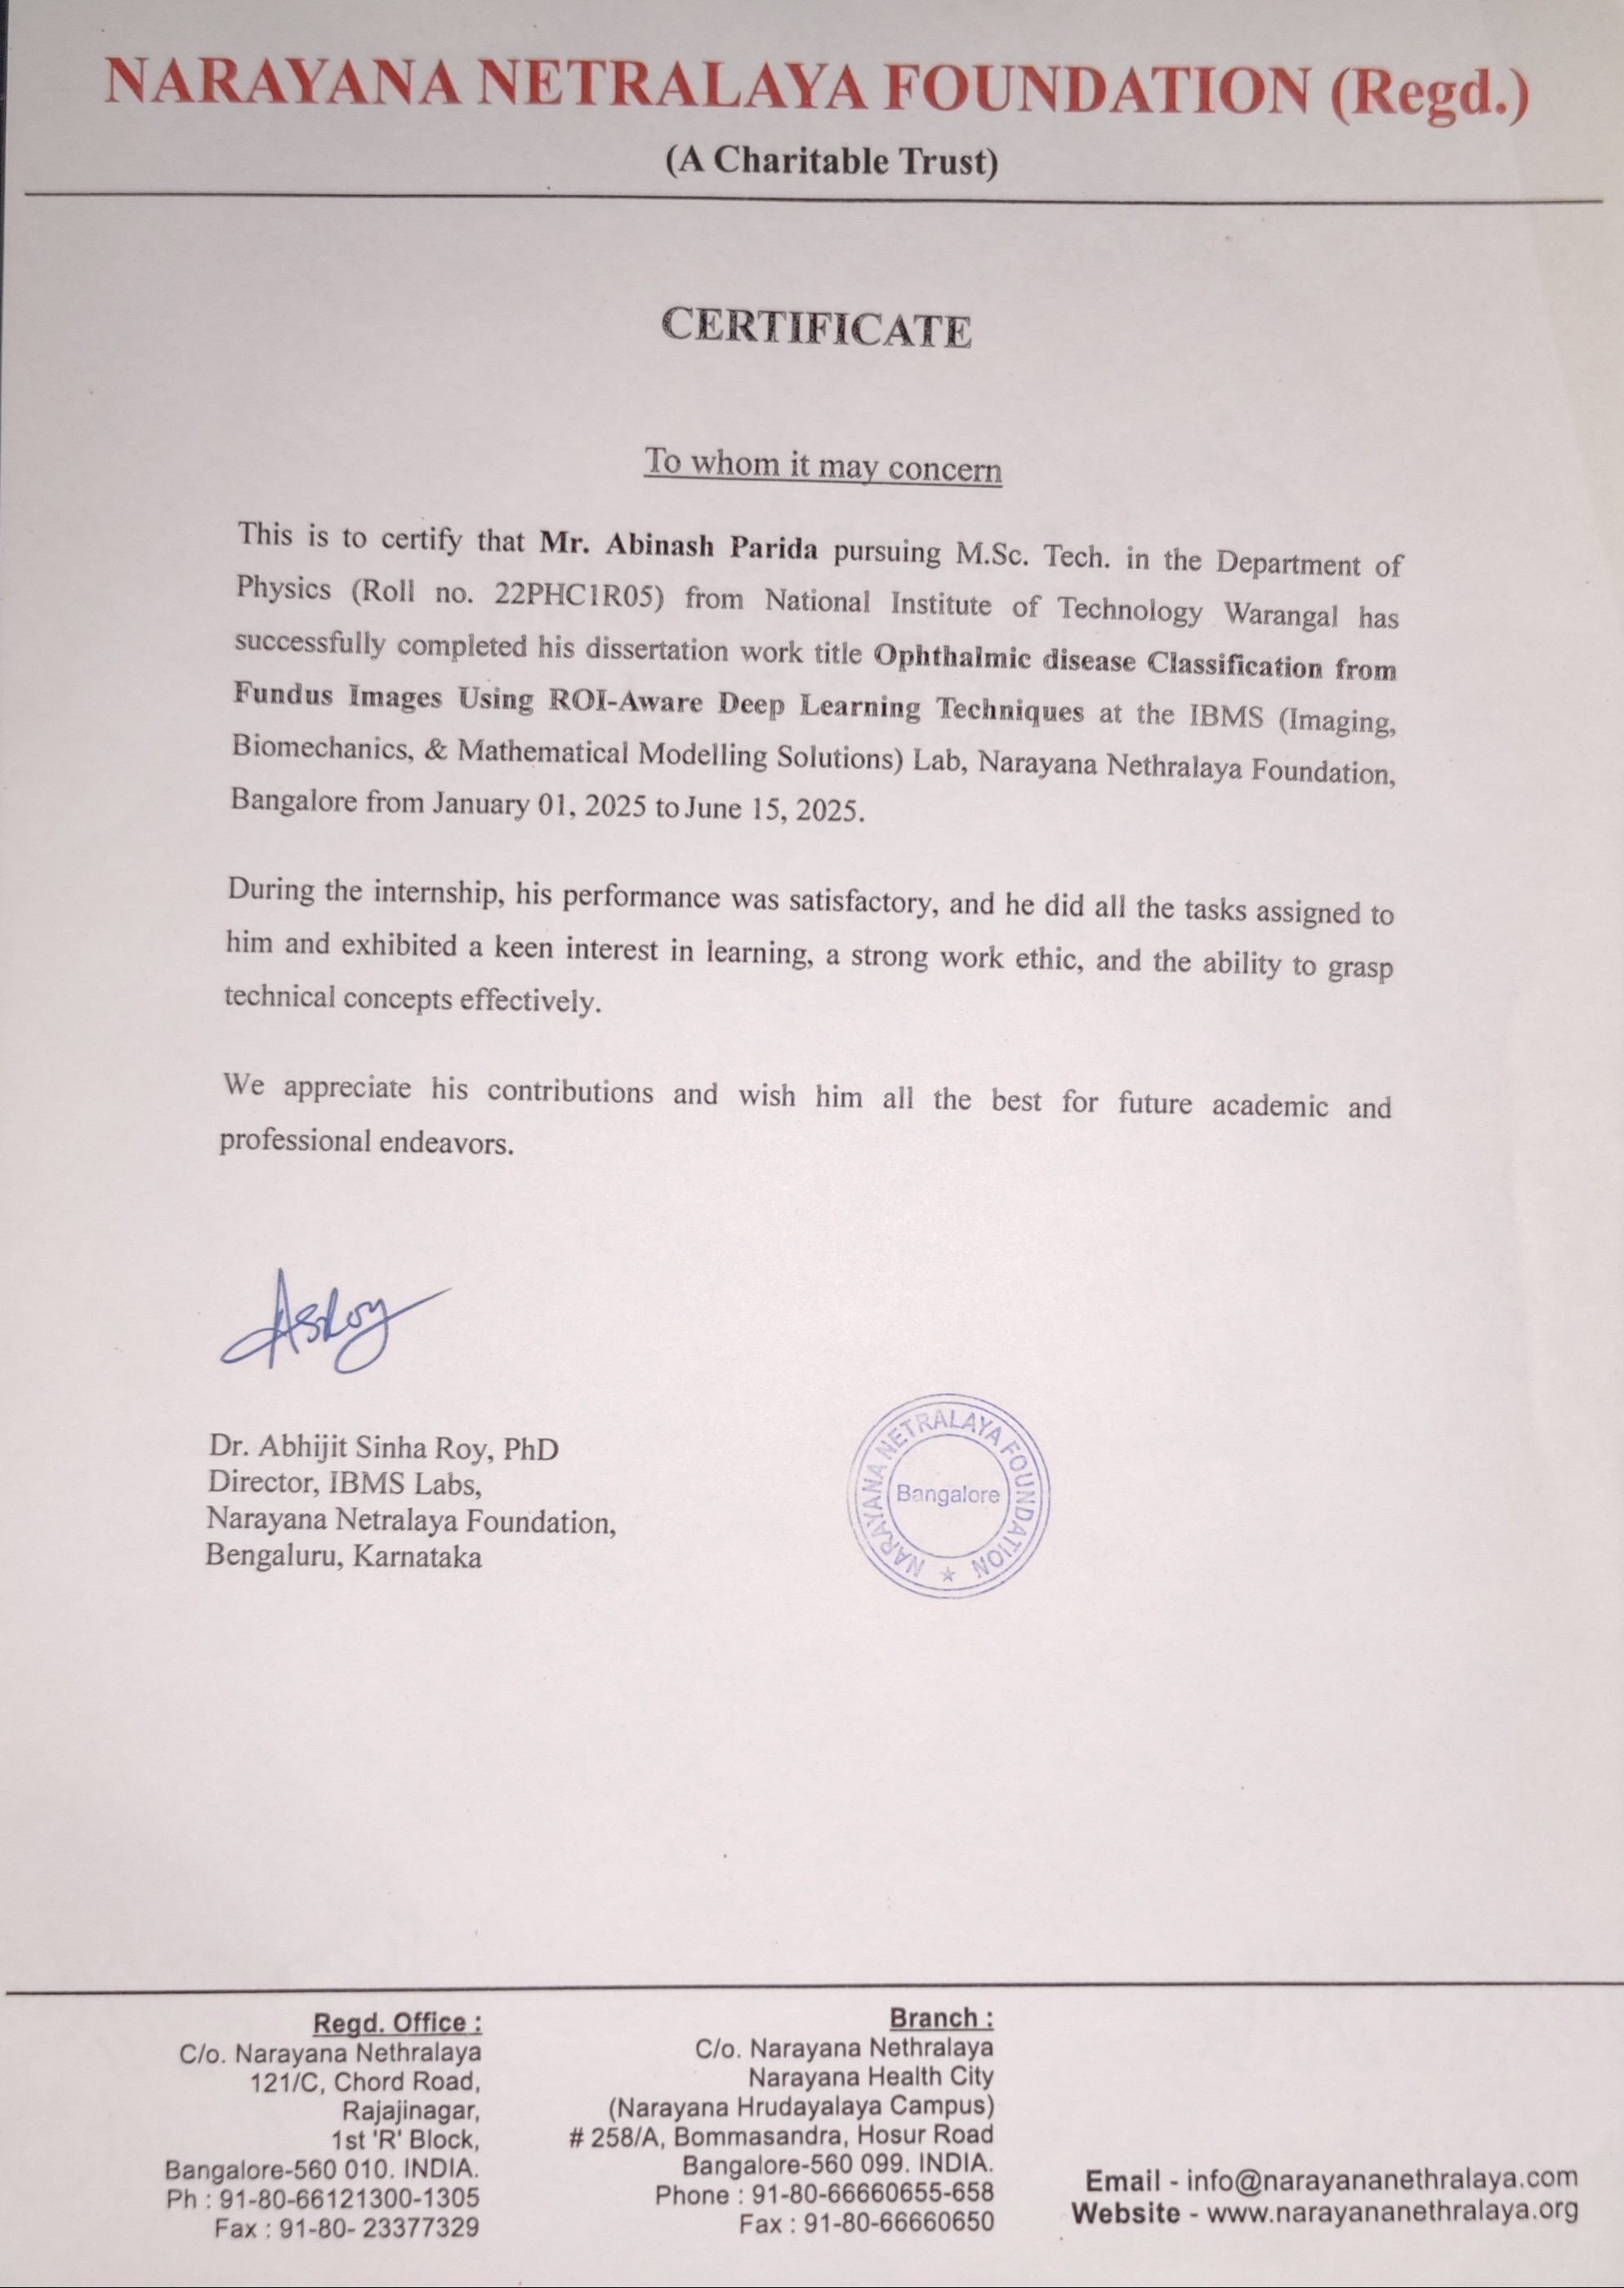 NARAYANA NETRALAYA FOUNDATION (Regd.)
(A Charitable Trust)
CERTIFICATE
To whom it may concern
This is to certify that Mr. Abinash Parida pursuing M.Sc. Tech. in the Department of
Physics (Roll no. 22PHC1R05) from National Institute of Technology Warangal has
successfully completed his dissertation work title Ophthalmic disease Classification from
Fundus Images Using ROI-Aware Deep Learning Techniques at the IBMS (Imaging,
Biomechanics, & Mathematical Modelling Solutions) Lab, Narayana Nethralaya Foundation,
Bangalore from January 01, 2025 to June 15, 2025.
During the internship, his performance was satisfactory, and he did all the tasks assigned to
him and exhibited a keen interest in learning, a strong work ethic, and the ability to grasp
technical concepts effectively.
We appreciate his contributions and wish him all the best for future academic and
professional endeavors.
ASRoy
Dr. Abhijit Sinha Roy, PhD
Director, IBMS Labs,
Narayana Netralaya Foundation,
Bengaluru, Karnataka
NARAYANA NETRALAYA FOUNDATION
Bangalore
Regd. Office :
C/o. Narayana Nethralaya
121/C, Chord Road,
Rajajinagar,
1st 'R' Block,
Bangalore-560 010. INDIA.
Ph : 91-80-66121300-1305
Fax : 91-80- 23377329
Branch :
C/o. Narayana Nethralaya
Narayana Health City
(Narayana Hrudayalaya Campus)
# 258/A, Bommasandra, Hosur Road
Bangalore-560 099. INDIA.
Phone : 91-80-66660655-658
Fax : 91-80-66660650
Email - info@narayananethralaya.com
Website - www.narayananethralaya.org